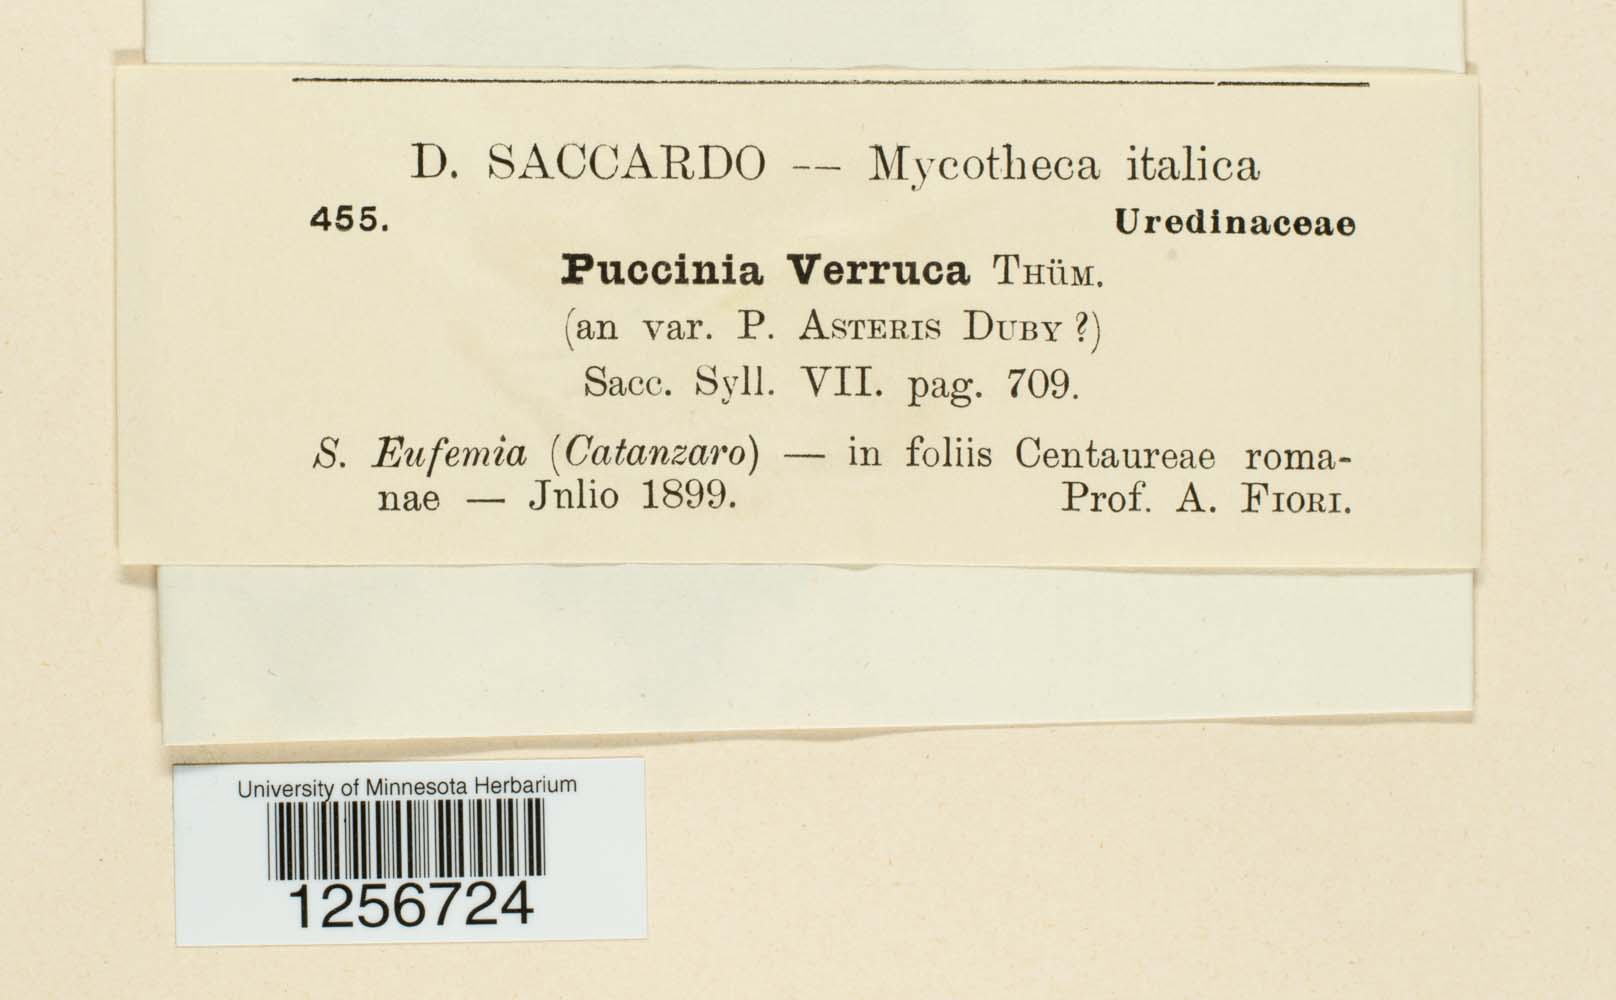 D. SACCARDO — Mycotheca italica
455. Uredinaceae
Puccinia Verruca THÜM.
(an var. P. ASTERIS DUBY ?)
Sacc. Syll. VII. pag. 709.
S. Eufemia (Catanzaro) — in foliis Centaureae roma-
nae — Jnlio 1899. Prof. A. FIORI.
University of Minnesota Herbarium
1256724